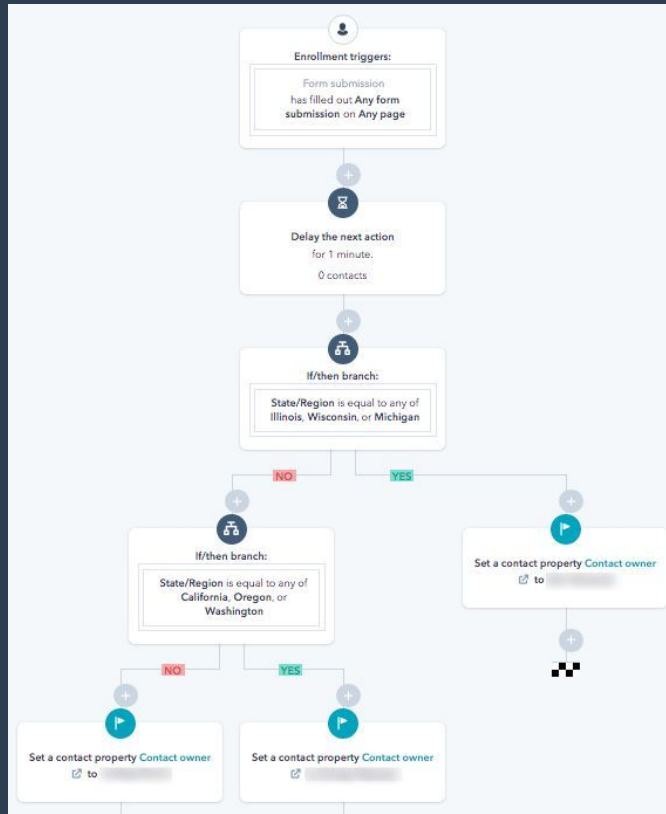 Enrollment triggers:
Form submission
has filled out Any form
submission on Any page
Delay the next action
for 1 minute.
0 contacts
If/then branch:
State/Region is equal to any of
Illinois, Wisconsin, or Michigan
NO
YES
If/then branch:
State/Region is equal to any of
California, Oregon, or
Washington
Set a contact property Contact owner
to
NO
YES
Set a contact property Contact owner
to
Set a contact property Contact owner